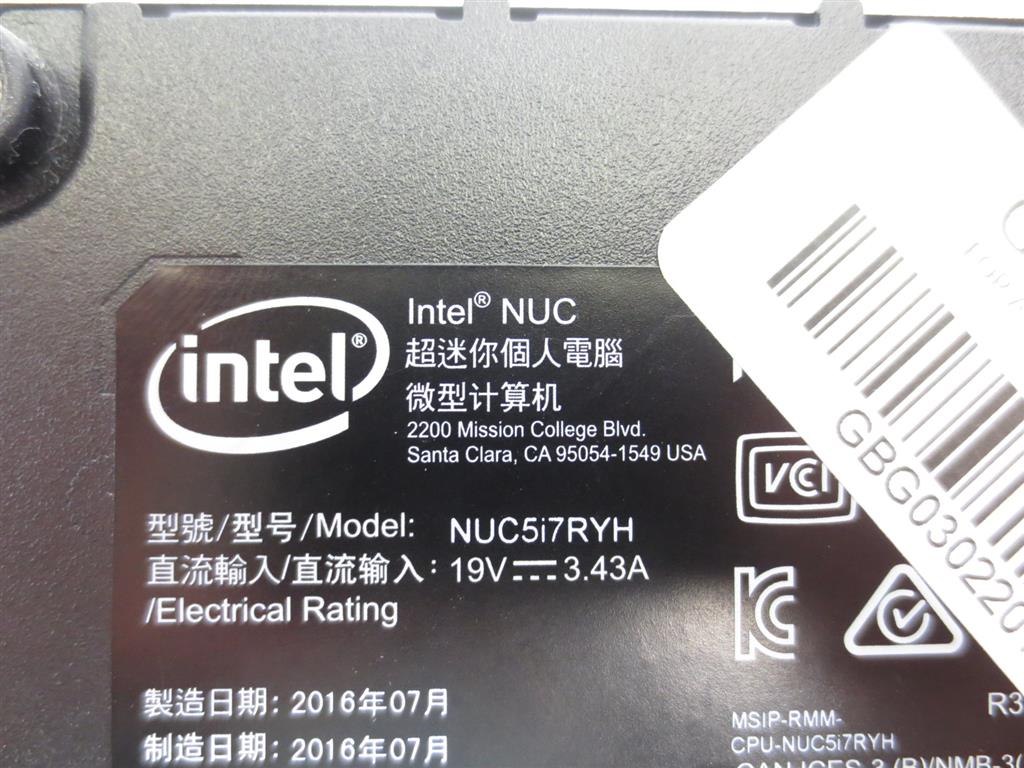 intel®
Intel® NUC
超迷你個人電腦
微型计算机
2200 Mission College Blvd.
Santa Clara, CA 95054-1549 USA
VCI
型號/型号/Model: NUC5i7RYH
直流輸入/直流输入: 19V⎓3.43A
/Electrical Rating
製造日期: 2016年07月
制造日期: 2016年07月
MSIP-RMM-
CPU-NUC5i7RYH